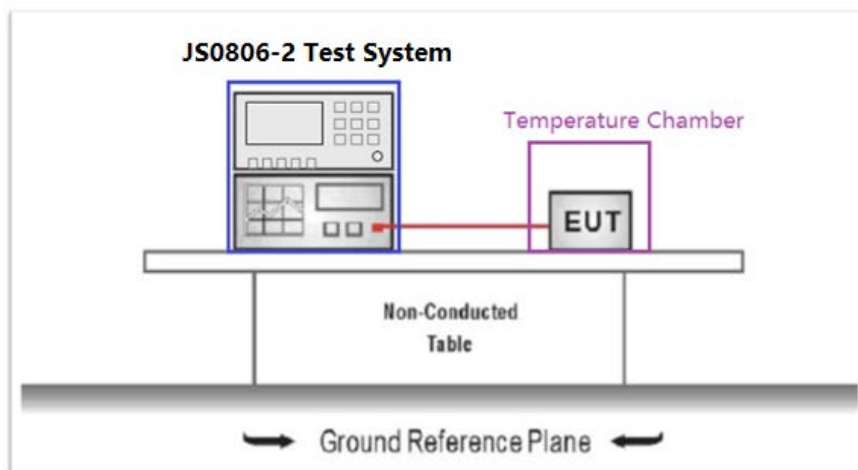 JS0806-2 Test System
Temperature Chamber
EUT
Non-Conducted
Table
Ground Reference Plane